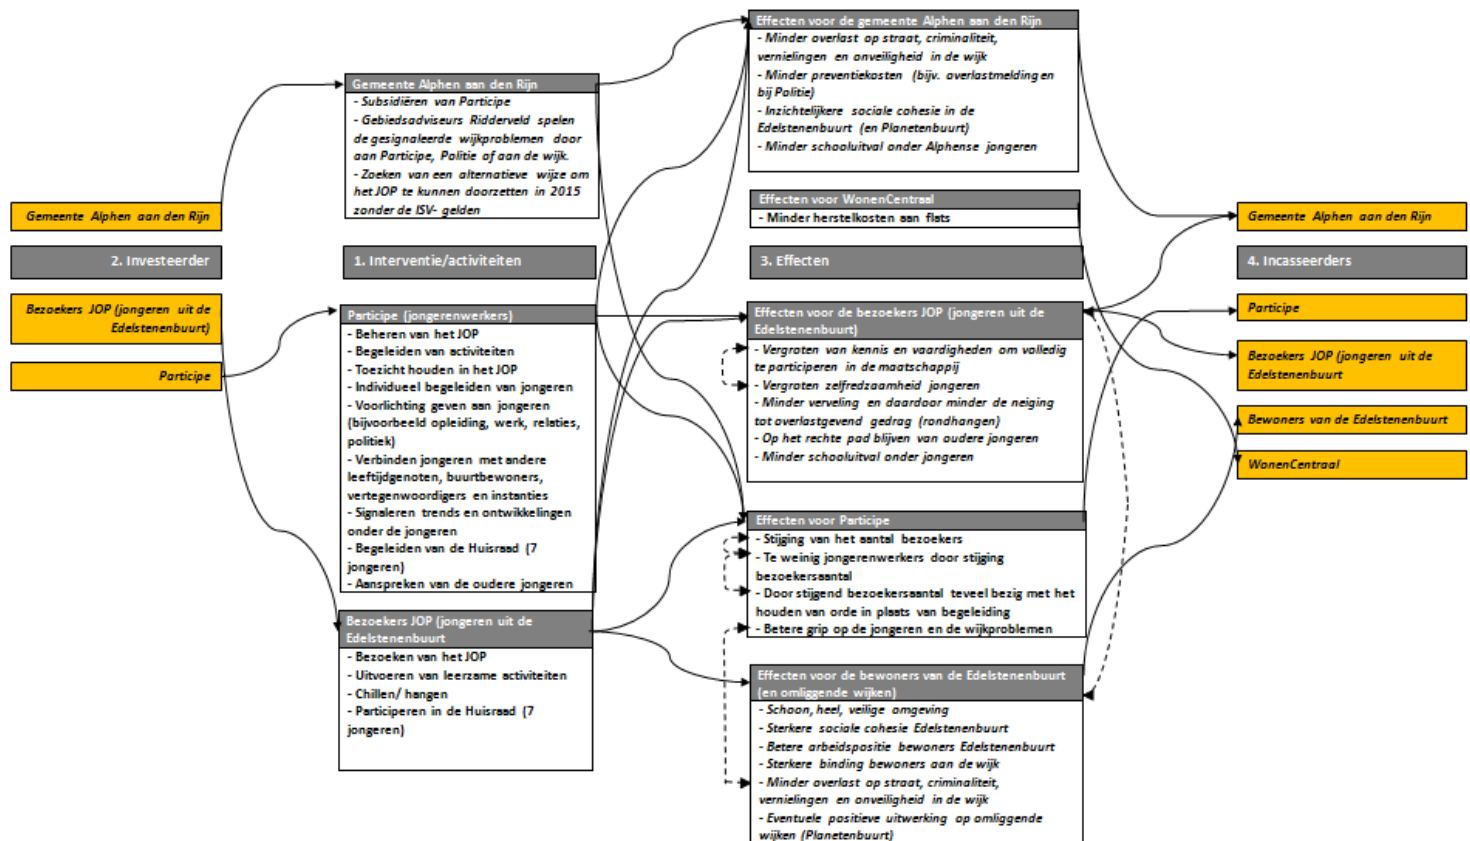 Gemeente Alphen aan den Rijn
2. Investeerder
Bezoekers JOP (jongeren uit de
Edelstenenbuurt)
Participe
Gemeente Alphen aan den Rijn
- Subsidiëren van Participe
- Gebiedsadviseurs Ridderveld spelen
de gesignaleerde wijkproblemen door
aan Participe, Politie of aan de wijk.
- Zoeken van een alternatieve wijze om
het JOP te kunnen doorzetten in 2015
zonder de ISV- gelden
1. Interventie/activiteiten
Participe (jongerenwerkers)
- Beheren van het JOP
- Begeleiden van activiteiten
- Toezicht houden in het JOP
- Individueel begeleiden van jongeren
- Voorlichting geven aan jongeren
(bijvoorbeeld opleiding, werk, relaties,
politiek)
- Verbinden jongeren met andere
leeftijdgenoten, buurtbewoners,
vertegenwoordigers en instanties
- Signaleren trends en ontwikkelingen
onder de jongeren
- Begeleiden van de Huisraad (7
jongeren)
- Aanspreken van de oudere jongeren
Bezoekers JOP (jongeren uit de
Edelstenenbuurt
- Bezoeken van het JOP
- Uitvoeren van leerzame activiteiten
- Chillen/ hangen
- Participeren in de Huisraad (7
jongeren)
Effecten voor de gemeente Alphen aan den Rijn
- Minder overlast op straat, criminaliteit,
vernielingen en onveiligheid in de wijk
- Minder preventiekosten (bijv. overlastmeldingen
bij Politie)
- Inzichtelijkere sociale cohesie in de
Edelstenenbuurt (en Planetenbuurt)
- Minder schooluitval onder Alphense jongeren
Effecten voor WonenCentraal
- Minder herstelkosten aan flats
3. Effecten
Effecten voor de bezoekers JOP (jongeren uit de
Edelstenenbuurt)
- Vergroten van kennis en vaardigheden om volledig
te participeren in de maatschappij
- Vergroten zelfredzaamheid jongeren
- Minder verveling en daardoor minder de neiging
tot overlastgevend gedrag (rondhangen)
- Op het rechte pad blijven van oudere jongeren
- Minder schooluitval onder jongeren
Effecten voor Participe
- Stijging van het aantal bezoekers
- Te weinig jongerenwerkers door stijging
bezoekersaantal
- Door stijgend bezoekersaantal teveel bezig met het
houden van orde in plaats van begeleiding
- Betere grip op de jongeren en de wijkproblemen
Effecten voor de bewoners van de Edelstenenbuurt
(en omliggende wijken)
- Schoon, heel, veilige omgeving
- Sterkere sociale cohesie Edelstenenbuurt
- Betere arbeidspositie bewoners Edelstenenbuurt
- Sterkere binding bewoners aan de wijk
- Minder overlast op straat, criminaliteit,
vernielingen en onveiligheid in de wijk
- Eventuele positieve uitwerking op omliggende
wijken (Planetenbuurt)
Gemeente Alphen aan den Rijn
4. Incasseerders
Participe
Bezoekers JOP (jongeren uit de
Edelstenenbuurt
Bewoners van de Edelstenenbuurt
WonenCentraal